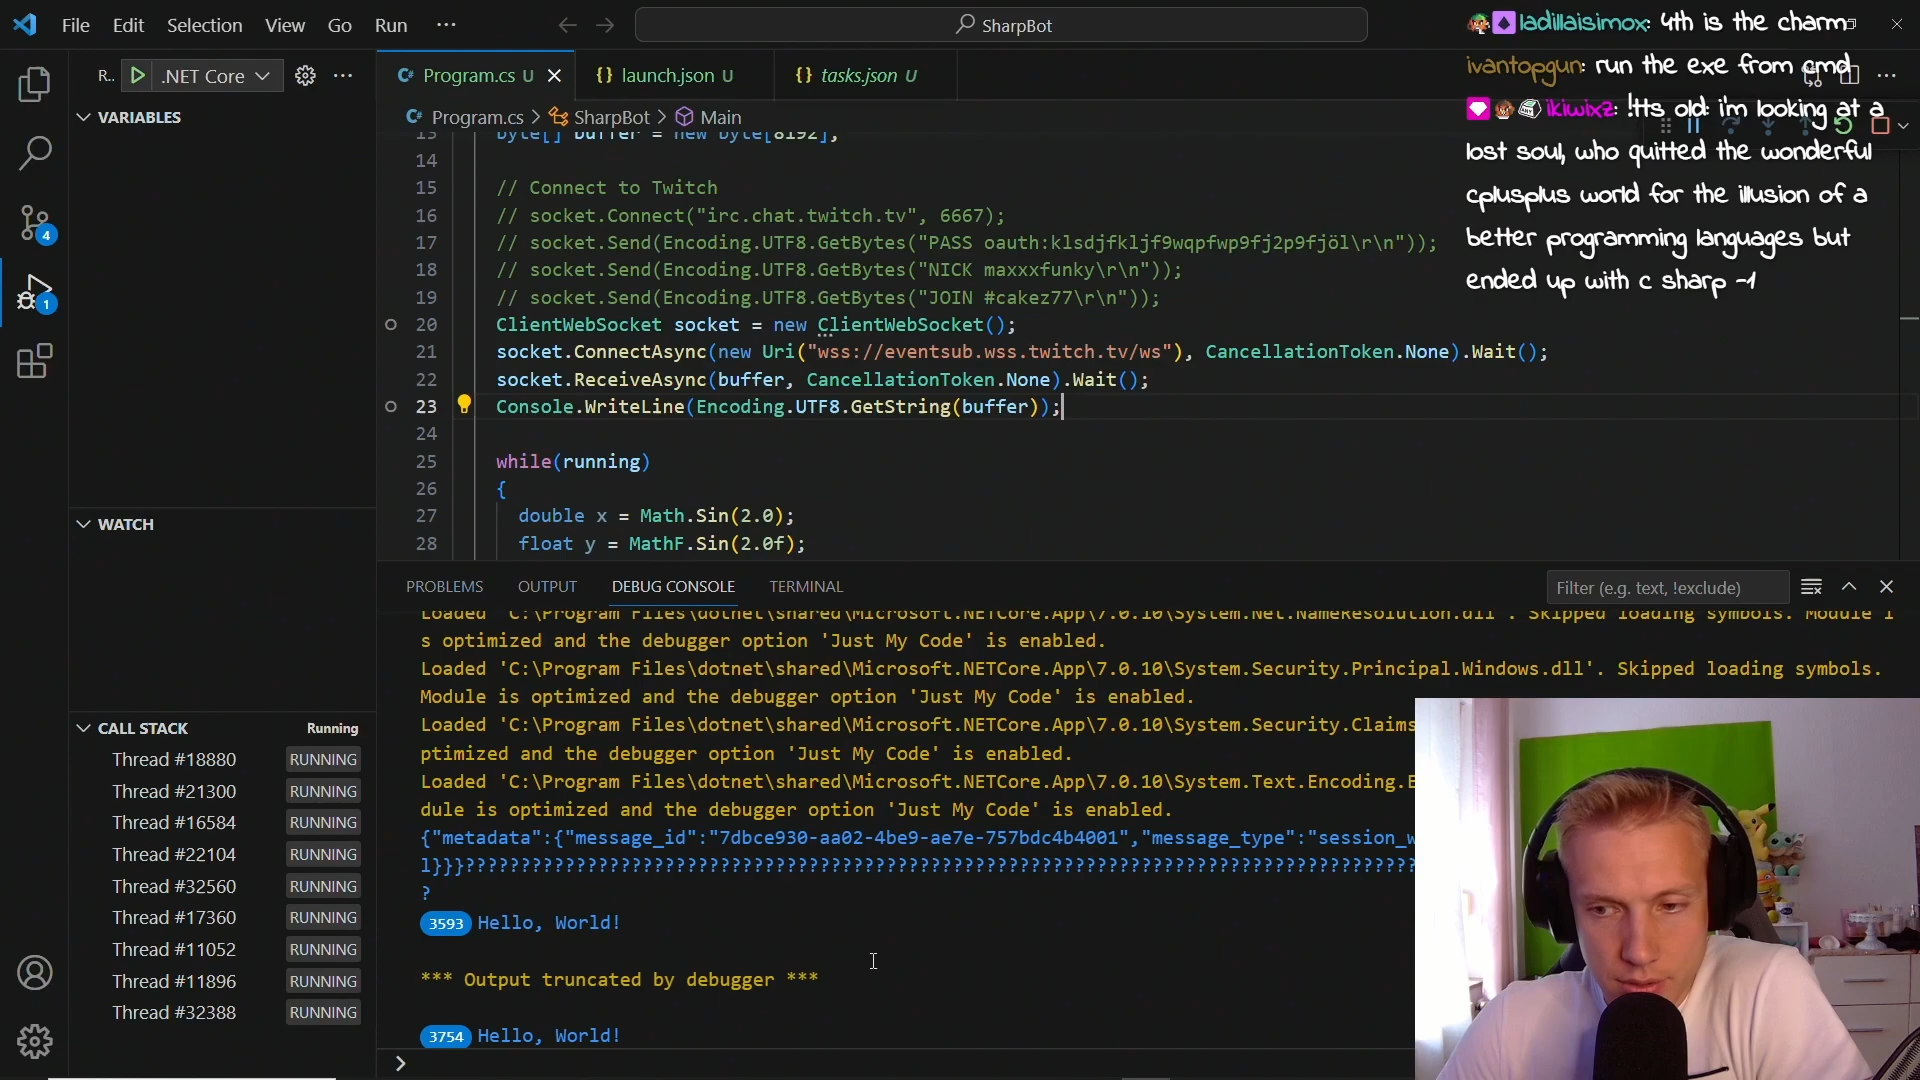 File Edit Selection View Go Run ··· SharpBot
R.. .NET Core ···
Program.cs U
launch.json U
tasks.json U
VARIABLES
Program.cs > SharpBot > Main
13 byte[] buffer = new byte[8192];
14
15 // Connect to Twitch
16 // socket.Connect("irc.chat.twitch.tv", 6667);
17 // socket.Send(Encoding.UTF8.GetBytes("PASS oauth:klsdjfkljf9wqpfwp9fj2p9fjöl\r\n"));
18 // socket.Send(Encoding.UTF8.GetBytes("NICK maxxxfunky\r\n"));
19 // socket.Send(Encoding.UTF8.GetBytes("JOIN #cakez77\r\n"));
20 ClientWebSocket socket = new ClientWebSocket();
21 socket.ConnectAsync(new Uri("wss://eventsub.wss.twitch.tv/ws"), CancellationToken.None).Wait();
22 socket.ReceiveAsync(buffer, CancellationToken.None).Wait();
23 Console.WriteLine(Encoding.UTF8.GetString(buffer));
24
25 while(running)
26 {
27 double x = Math.Sin(2.0);
28 float y = MathF.Sin(2.0f);
ladillaisimox: 4th is the charm
ivantopgun: run the exe from cmd
ikiwixz: !tts old: i'm looking at a
lost soul, who quitted the wonderful
cplusplus world for the illusion of a
better programming languages but
ended up with c sharp -1
4
1
WATCH
CALL STACK Running
Thread #18880 RUNNING
Thread #21300 RUNNING
Thread #16584 RUNNING
Thread #22104 RUNNING
Thread #32560 RUNNING
Thread #17360 RUNNING
Thread #11052 RUNNING
Thread #11896 RUNNING
Thread #32388 RUNNING
PROBLEMS OUTPUT DEBUG CONSOLE TERMINAL Filter (e.g. text, !exclude)
Loaded 'C:\Program Files\dotnet\shared\Microsoft.NETCore.App\7.0.10\System.Net.NameResolution.dll'. Skipped loading symbols. Module i
s optimized and the debugger option 'Just My Code' is enabled.
Loaded 'C:\Program Files\dotnet\shared\Microsoft.NETCore.App\7.0.10\System.Security.Principal.Windows.dll'. Skipped loading symbols.
Module is optimized and the debugger option 'Just My Code' is enabled.
Loaded 'C:\Program Files\dotnet\shared\Microsoft.NETCore.App\7.0.10\System.Security.Claims
ptimized and the debugger option 'Just My Code' is enabled.
Loaded 'C:\Program Files\dotnet\shared\Microsoft.NETCore.App\7.0.10\System.Text.Encoding.E
dule is optimized and the debugger option 'Just My Code' is enabled.
{"metadata":{"message_id":"7dbce930-aa02-4be9-ae7e-757bdc4b4001","message_type":"session_w
l}}}??????????????????????????????????????????????????????????????????????????????????????
?
3593 Hello, World!
*** Output truncated by debugger ***
3754 Hello, World!
>